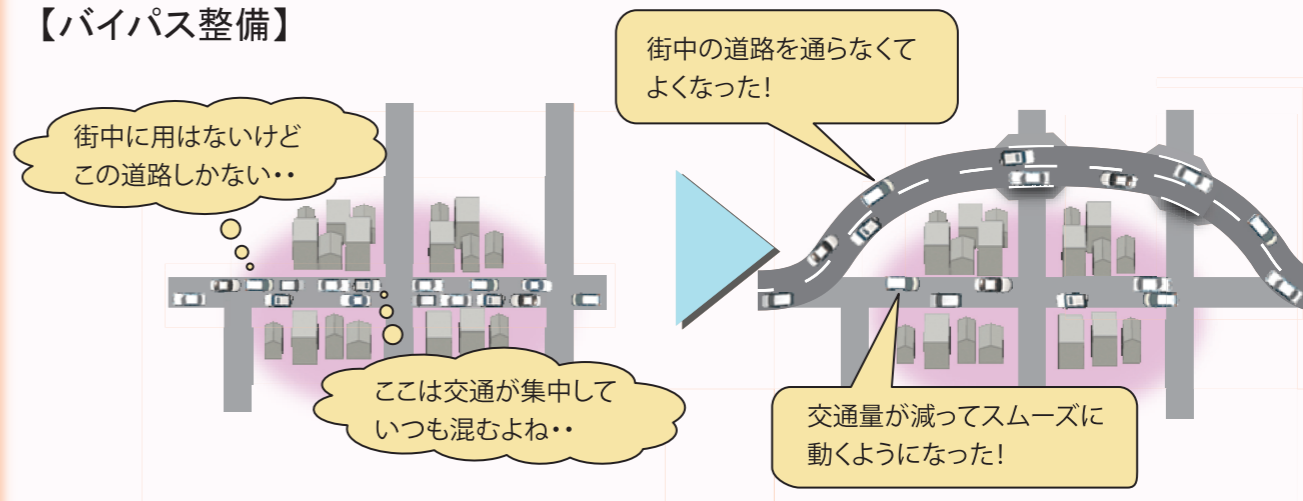 【バイパス整備】
街中に用はないけど
この道路しかない・・
ここは交通が集中して
いつも混むよね・・
街中の道路を通らなくて
よくなった!
交通量が減ってスムーズに
動くようになった!